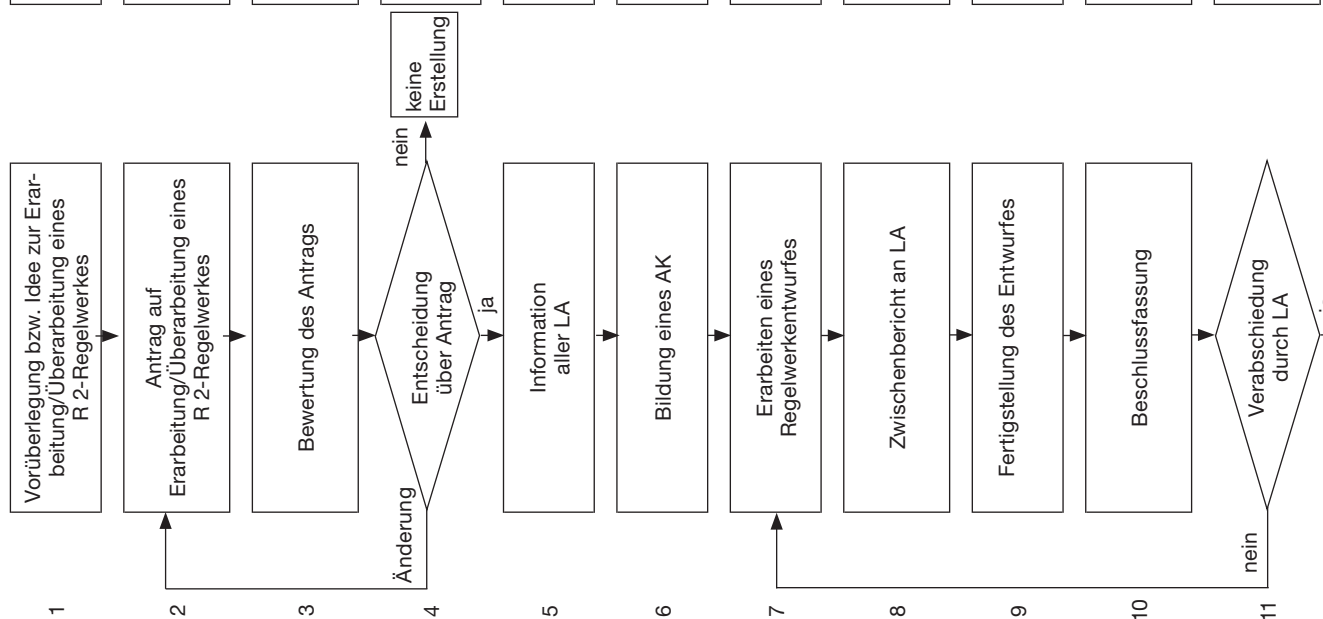 1
Vorüberlegung bzw. Idee zur Erar-
beitung/Überarbeitung eines
R 2-Regelwerkes
2
Antrag auf
Erarbeitung/Überarbeitung eines
R 2-Regelwerkes
3
Bewertung des Antrags
4
Änderung
Entscheidung
über Antrag
nein
keine
Erstellung
ja
5
Information
aller LA
6
Bildung eines AK
7
Erarbeiten eines
Regelwerkentwurfes
8
Zwischenbericht an LA
9
Fertigstellung des Entwurfes
10
Beschlussfassung
11
nein
Verabschiedung
durch LA